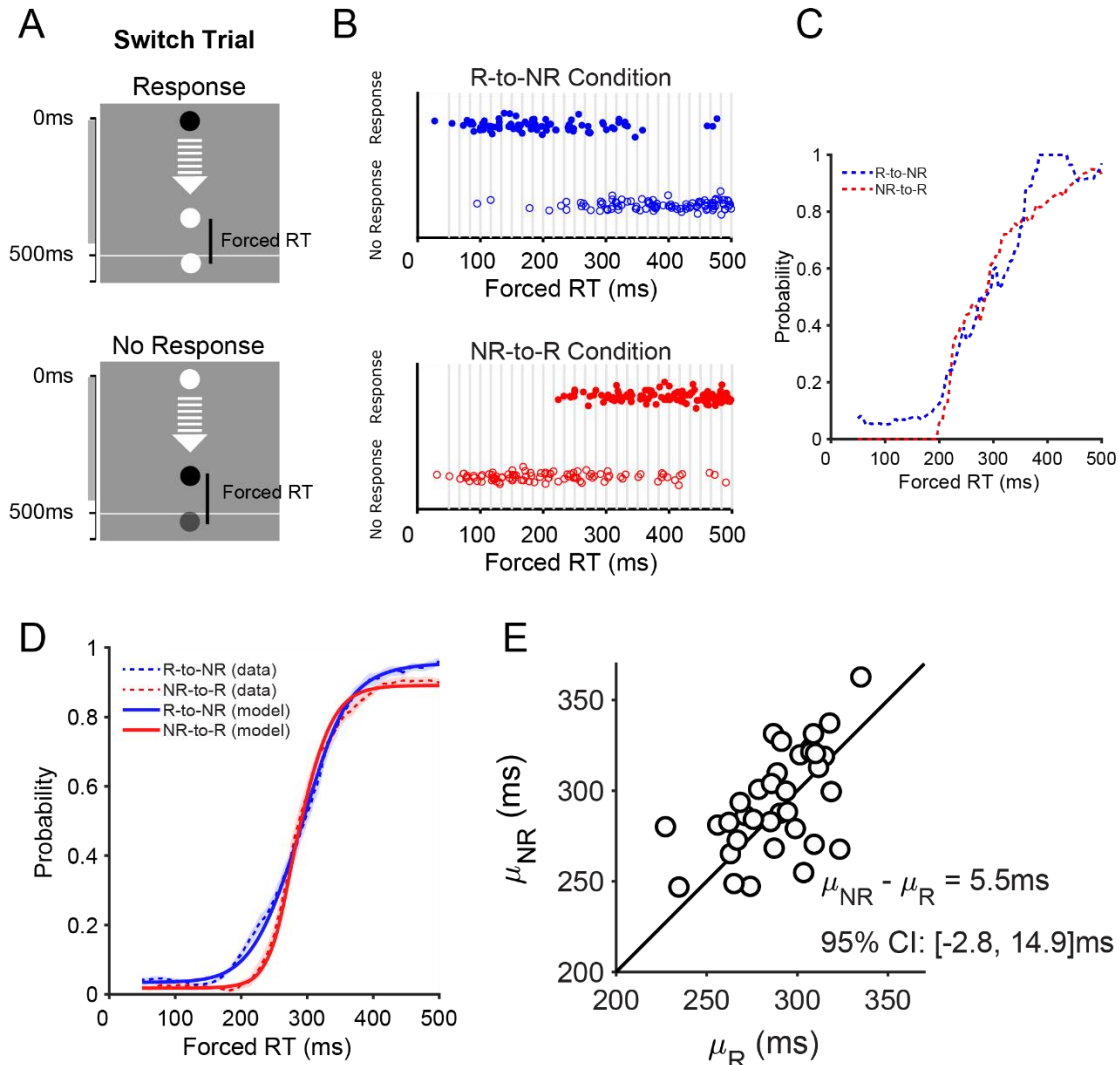 A
Switch Trial
Response
0ms
Forced RT
500ms
No Response
0ms
Forced RT
500ms
B
R-to-NR Condition
Response
No Response
0 100 200 300 400 500
Forced RT (ms)
NR-to-R Condition
Response
No Response
0 100 200 300 400 500
Forced RT (ms)
C
1
0.8
0.6
0.4
0.2
0
Probability
R-to-NR
NR-to-R
0 100 200 300 400 500
Forced RT (ms)
D
1
0.8
0.6
0.4
0.2
0
Probability
R-to-NR (data)
NR-to-R (data)
R-to-NR (model)
NR-to-R (model)
0 100 200 300 400 500
Forced RT (ms)
E
350
300
250
200
μNR (ms)
μNR - μR = 5.5ms
95% CI: [-2.8, 14.9]ms
200 250 300 350
μR (ms)